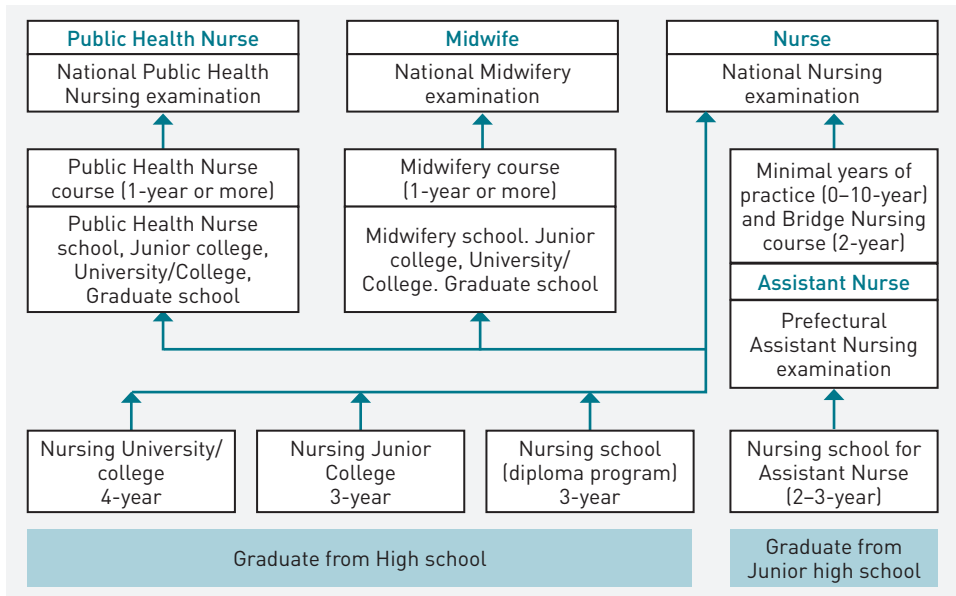 Public Health Nurse
National Public Health
Nursing examination
Midwife
National Midwifery
examination
Nurse
National Nursing
examination
Public Health Nurse
course (1-year or more)
Public Health Nurse
school, Junior college,
University/College,
Graduate school
Midwifery course
(1-year or more)
Midwifery school. Junior
college, University/
College. Graduate school
Minimal years of
practice (0–10-year)
and Bridge Nursing
course (2-year)
Assistant Nurse
Prefectural
Assistant Nursing
examination
Nursing University/
college
4-year
Nursing Junior
College
3-year
Nursing school
(diploma program)
3-year
Nursing school for
Assistant Nurse
(2–3-year)
Graduate from High school
Graduate from
Junior high school